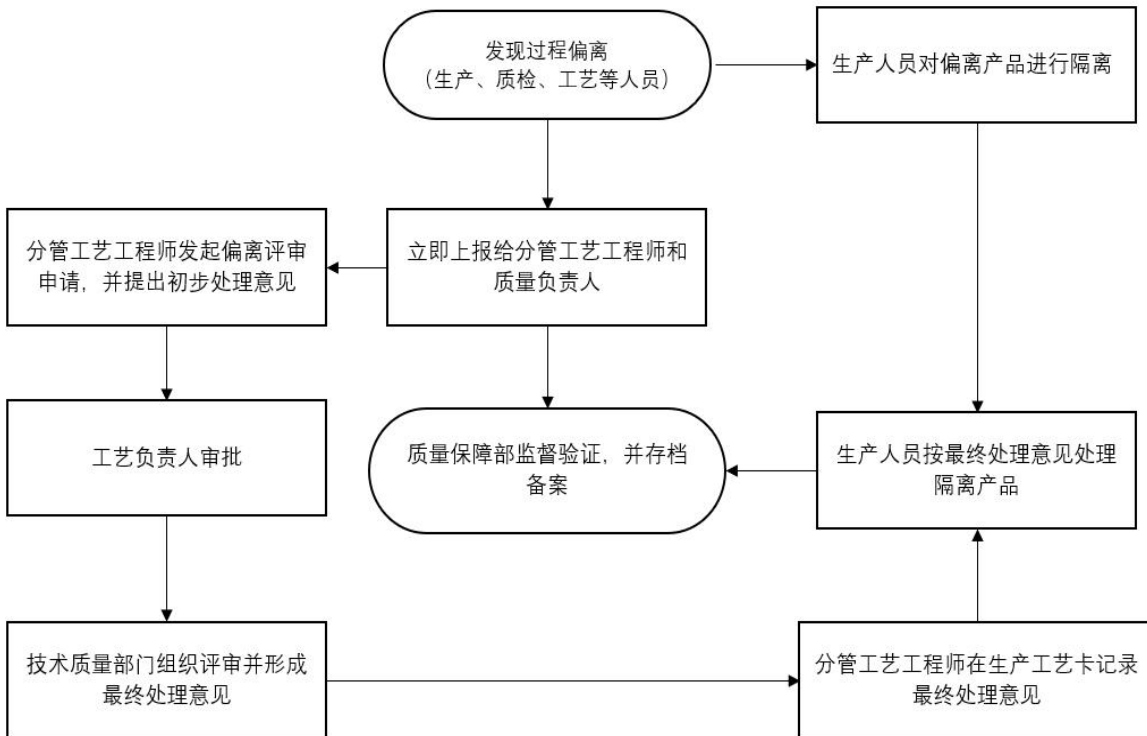 发现过程偏离
（生产、质检、工艺等人员）
生产人员对偏离产品进行隔离
分管工艺工程师发起偏离评审
申请，并提出初步处理意见
立即上报给分管工艺工程师和
质量负责人
工艺负责人审批
质量保障部监督验证，并存档
备案
生产人员按最终处理意见处理
隔离产品
技术质量部门组织评审并形成
最终处理意见
分管工艺工程师在生产工艺卡记录
最终处理意见